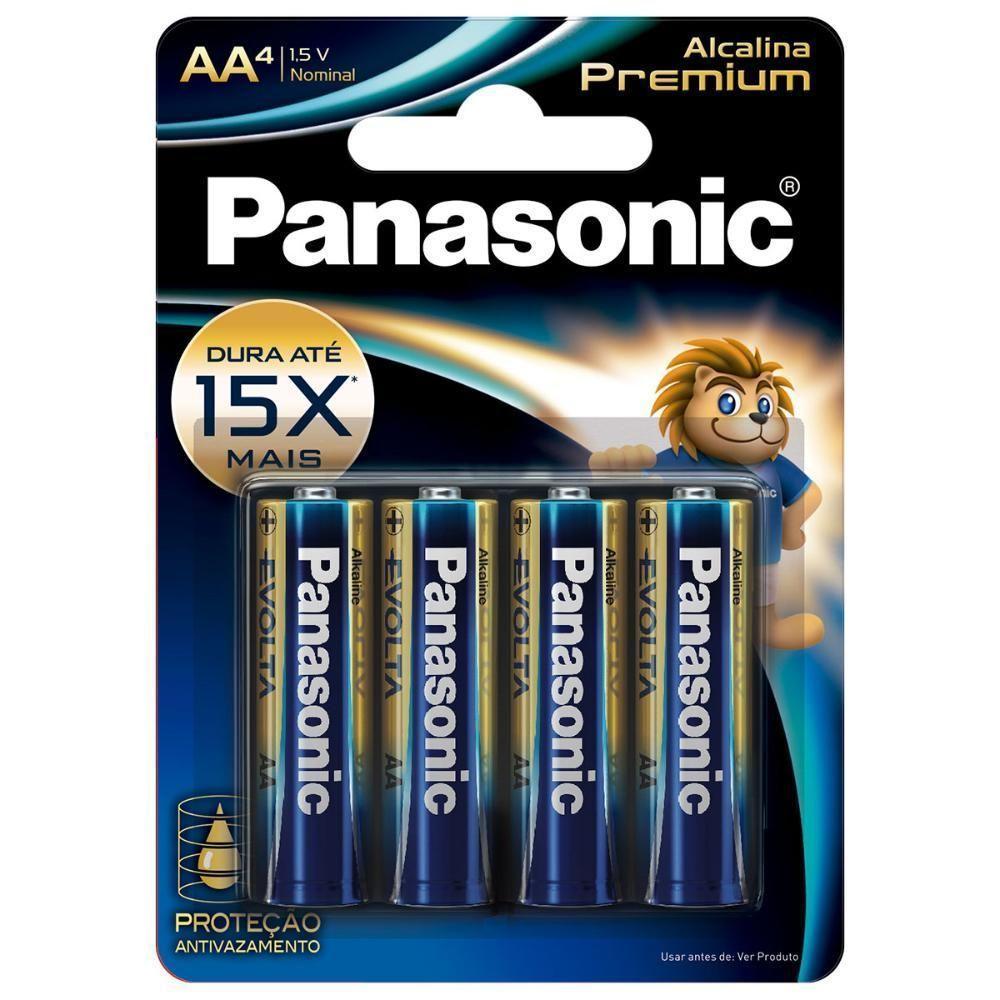 AA4
1,5 V
Nominal
Alcalina
Premium
Panasonic®
DURA ATÉ
15X*
MAIS
Panasonic
EVOLTA
AA
Alkaline
Panasonic
EVOLTA
AA
Alkaline
Panasonic
EVOLTA
AA
Alkaline
Panasonic
EVOLTA
AA
Alkaline
nic
PROTEÇÃO
ANTIVAZAMENTO
Usar antes de: Ver Produto